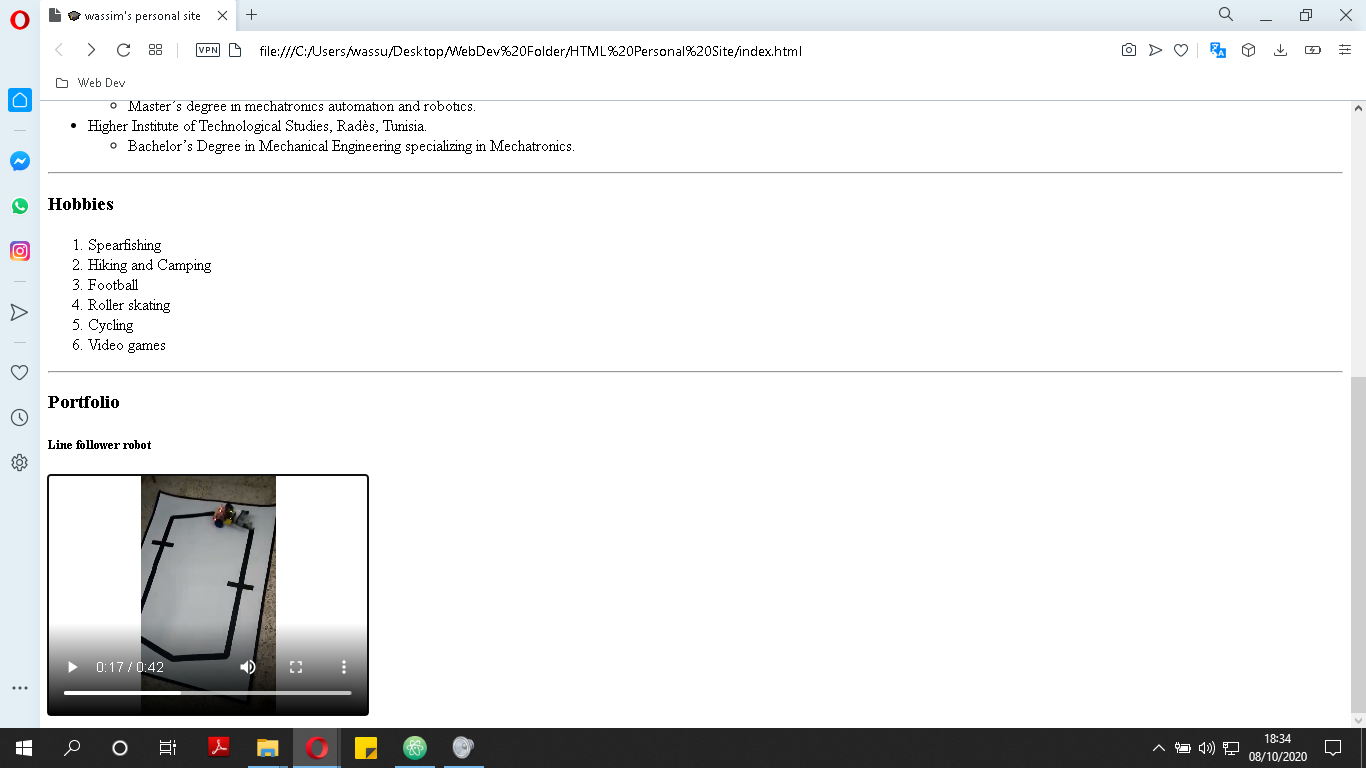 wassim's personal site
VPN
file:///C:/Users/wassu/Desktop/WebDev%20Folder/HTML%20Personal%20Site/index.html
Web Dev
Master´s degree in mechatronics automation and robotics.
Higher Institute of Technological Studies, Radès, Tunisia.
Bachelor’s Degree in Mechanical Engineering specializing in Mechatronics.
Hobbies
1. Spearfishing
2. Hiking and Camping
3. Football
4. Roller skating
5. Cycling
6. Video games
Portfolio
Line follower robot
0:17 / 0:42
18:34
08/10/2020